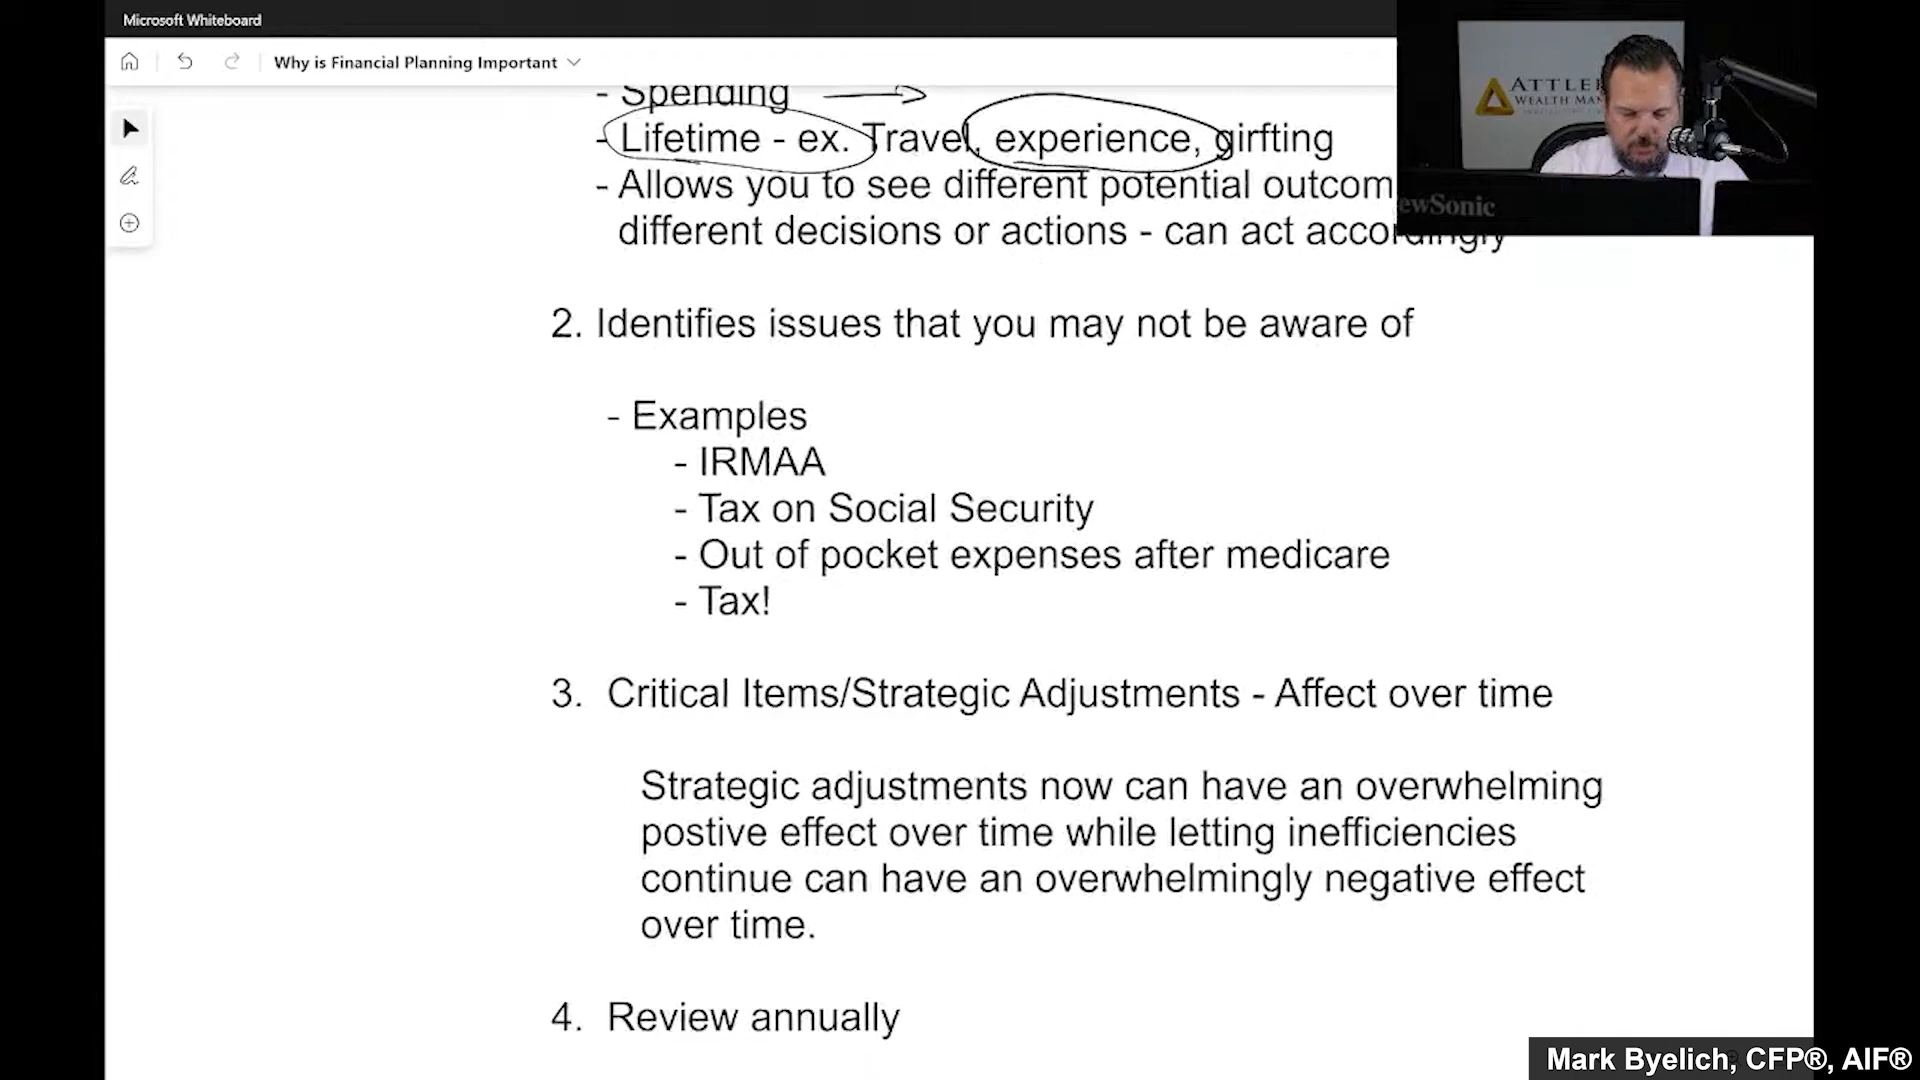 Microsoft Whiteboard
Why is Financial Planning Important
- Spending
- Lifetime - ex. Travel, experience, girfting
- Allows you to see different potential
different decisions or actions - can act accordingly
2. Identifies issues that you may not be aware of
- Examples
- IRMAA
- Tax on Social Security
- Out of pocket expenses after medicare
- Tax!
3. Critical Items/Strategic Adjustments - Affect over time
Strategic adjustments now can have an overwhelming
postive effect over time while letting inefficiencies
continue can have an overwhelmingly negative effect
over time.
4. Review annually
WEALTH
Mark Byelich, CFP®, AIF®